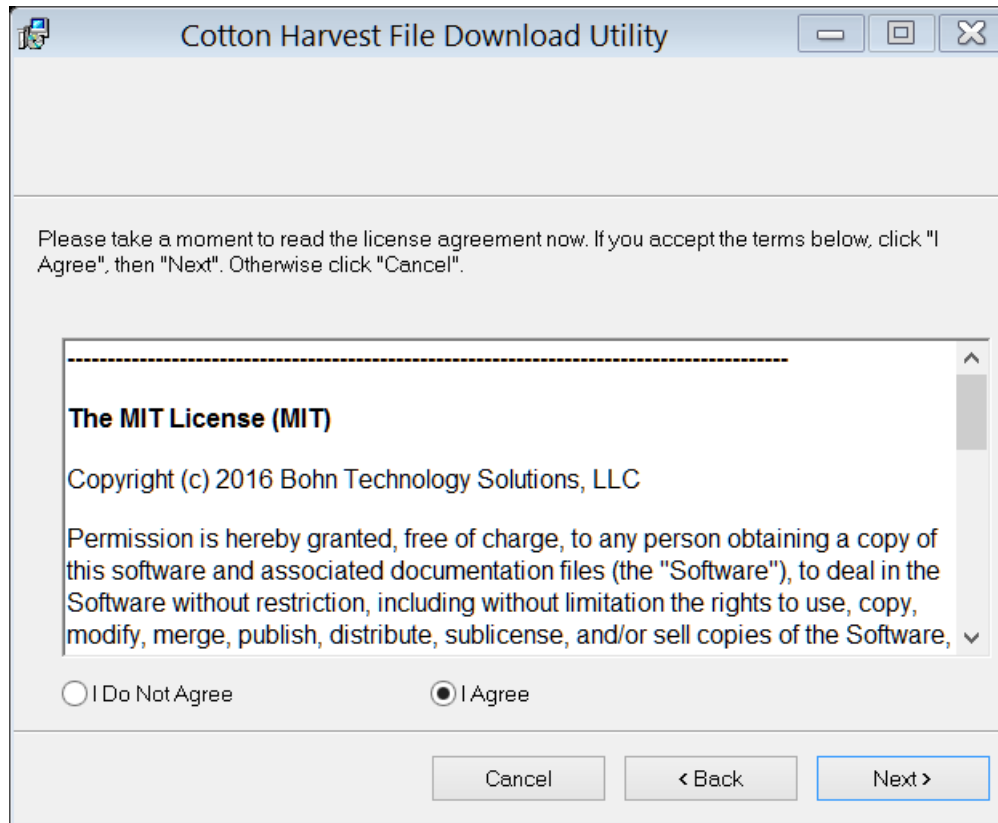 Cotton Harvest File Download Utility
Please take a moment to read the license agreement now. If you accept the terms below, click "I
Agree", then "Next". Otherwise click "Cancel".
----------------------------------------------------------------------------------------
The MIT License (MIT)
Copyright (c) 2016 Bohn Technology Solutions, LLC
Permission is hereby granted, free of charge, to any person obtaining a copy of
this software and associated documentation files (the "Software"), to deal in the
Software without restriction, including without limitation the rights to use, copy,
modify, merge, publish, distribute, sublicense, and/or sell copies of the Software,
I Do Not Agree
I Agree
Cancel
< Back
Next >